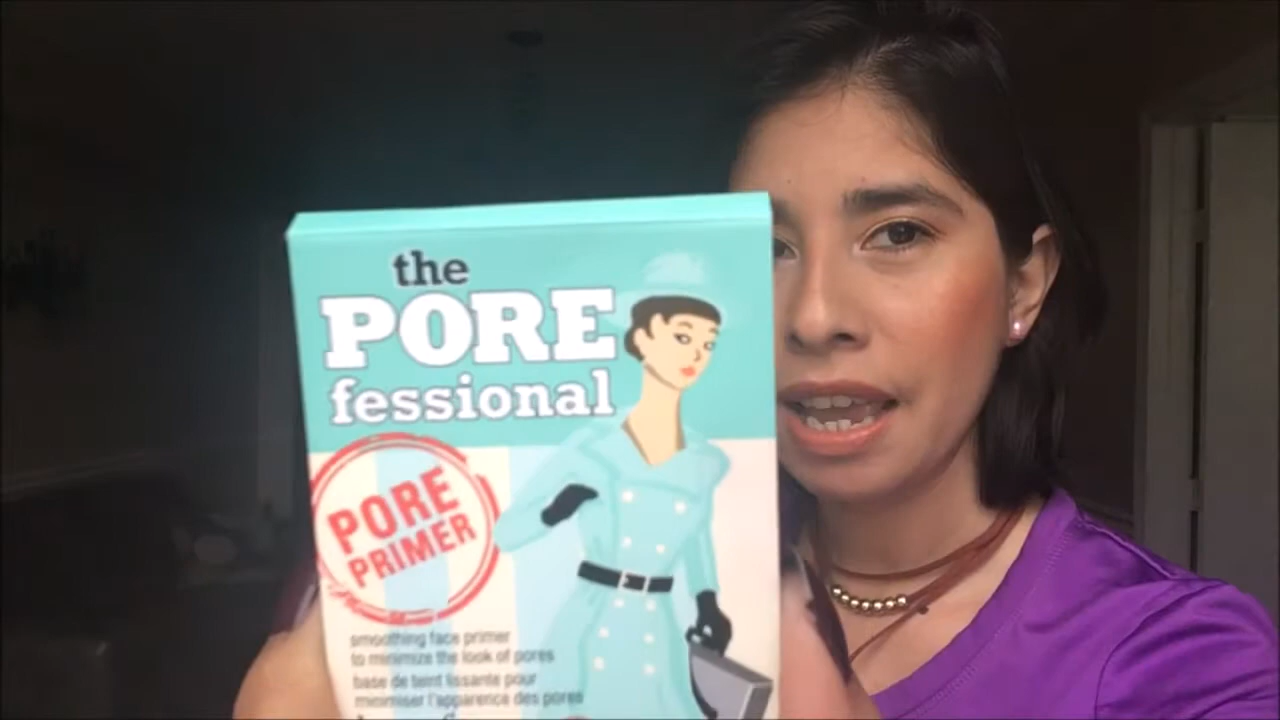 the
PORE
fessional
PORE
PRIMER
smoothing face primer
to minimize the look of pores
base de teint lissante pour
minimiser l'apparence des pores